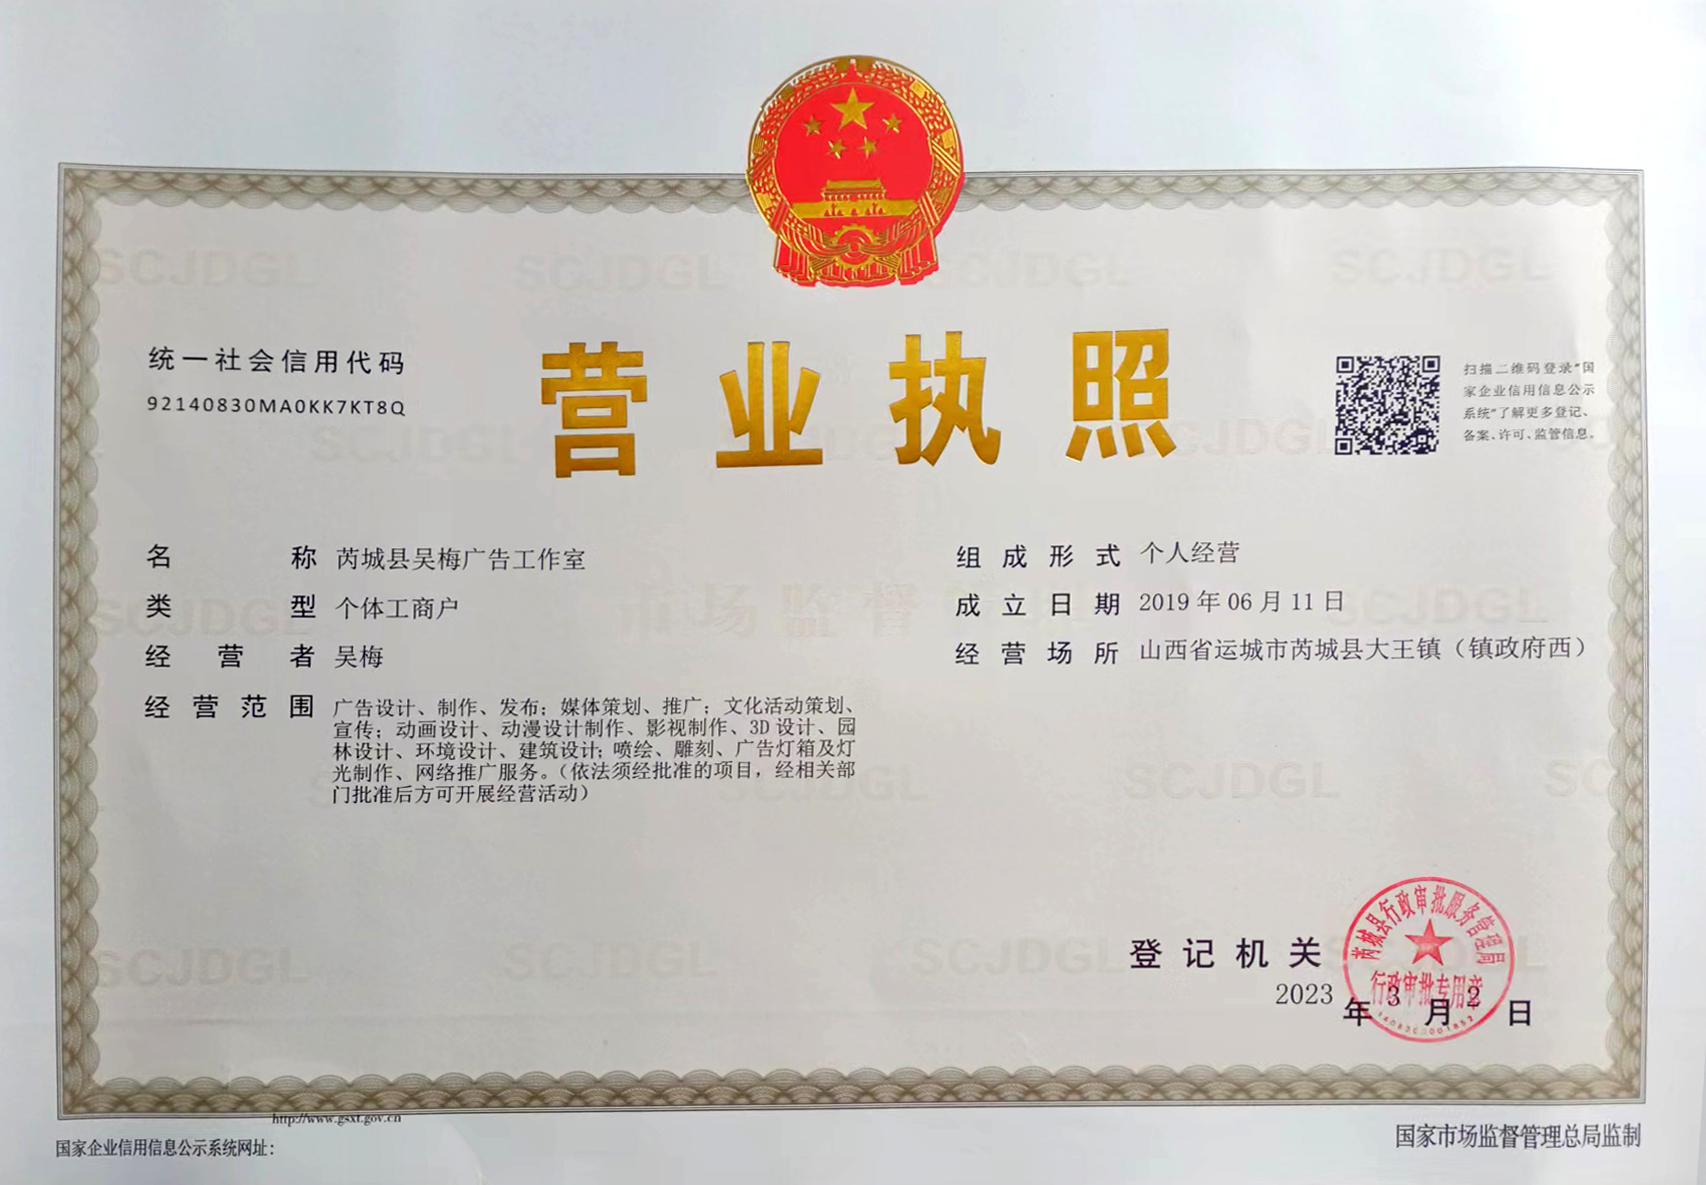 营业执照
统一社会信用代码
92140830MA0KK7KT8Q
扫描二维码登录“国
家企业信用信息公示
系统”了解更多登记、
备案、许可、监管信息。
名称 芮城县吴梅广告工作室
类型 个体工商户
经营者 吴梅
经营范围 广告设计、制作、发布；媒体策划、推广；文化活动策划、
宣传；动画设计、动漫设计制作、影视制作、3D设计、园
林设计、环境设计、建筑设计；喷绘、雕刻、广告灯箱及灯
光制作、网络推广服务。（依法须经批准的项目，经相关部
门批准后方可开展经营活动）
组成形式 个人经营
成立日期 2019年06月11日
经营场所 山西省运城市芮城县大王镇（镇政府西）
登记机关
芮城县行政审批服务管理局
行政审批专用章
2023年3月2日
http://www.gsxt.gov.cn
国家企业信用信息公示系统网址：
国家市场监督管理总局监制
SCJDGL
市场监督